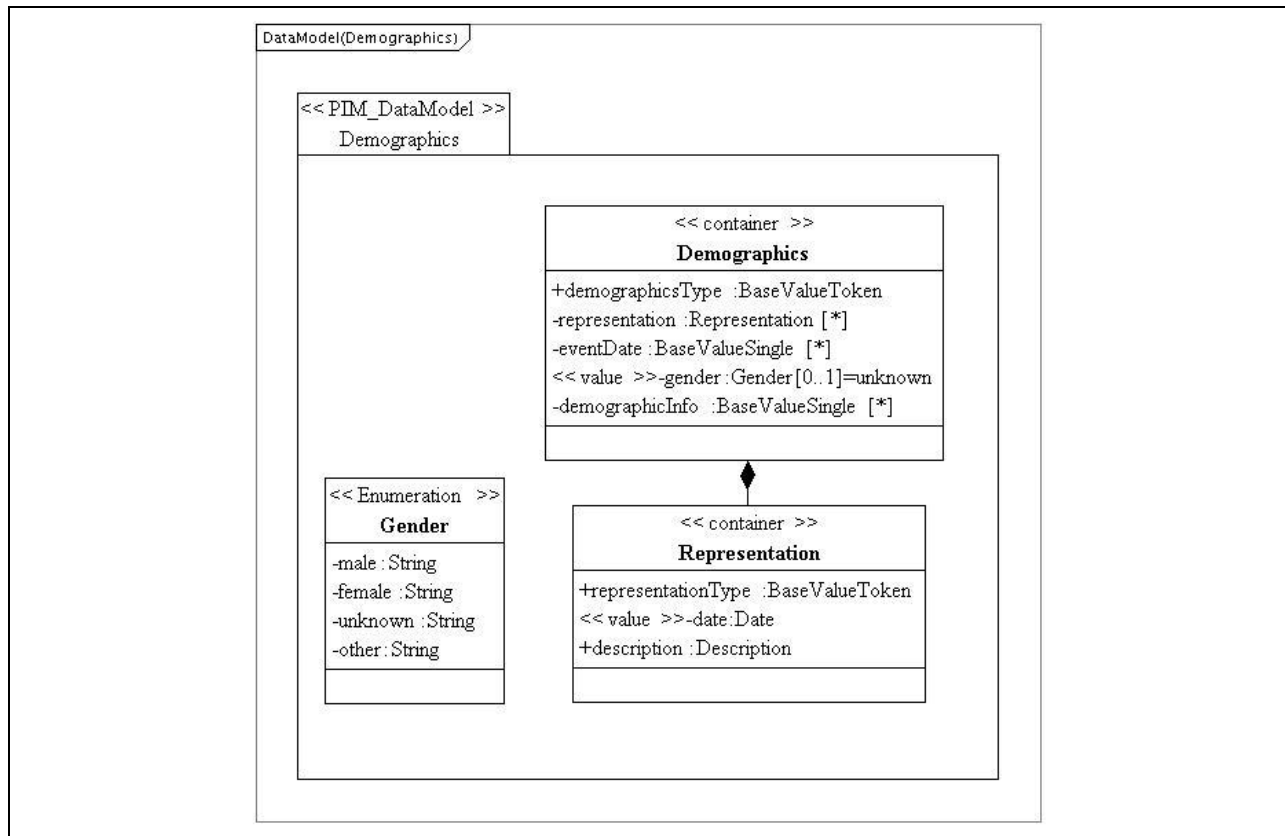 DataModel(Demographics)
<< PIM_DataModel >>
Demographics
<< container >>
Demographics
+demographicsType :BaseValueToken
-representation :Representation [*]
-eventDate :BaseValueSingle [*]
<< value >>-gender :Gender[0..1]=unknown
-demographicInfo :BaseValueSingle [*]
<< Enumeration >>
Gender
-male :String
-female :String
-unknown :String
-other :String
<< container >>
Representation
+representationType :BaseValueToken
<< value >>-date:Date
+description :Description